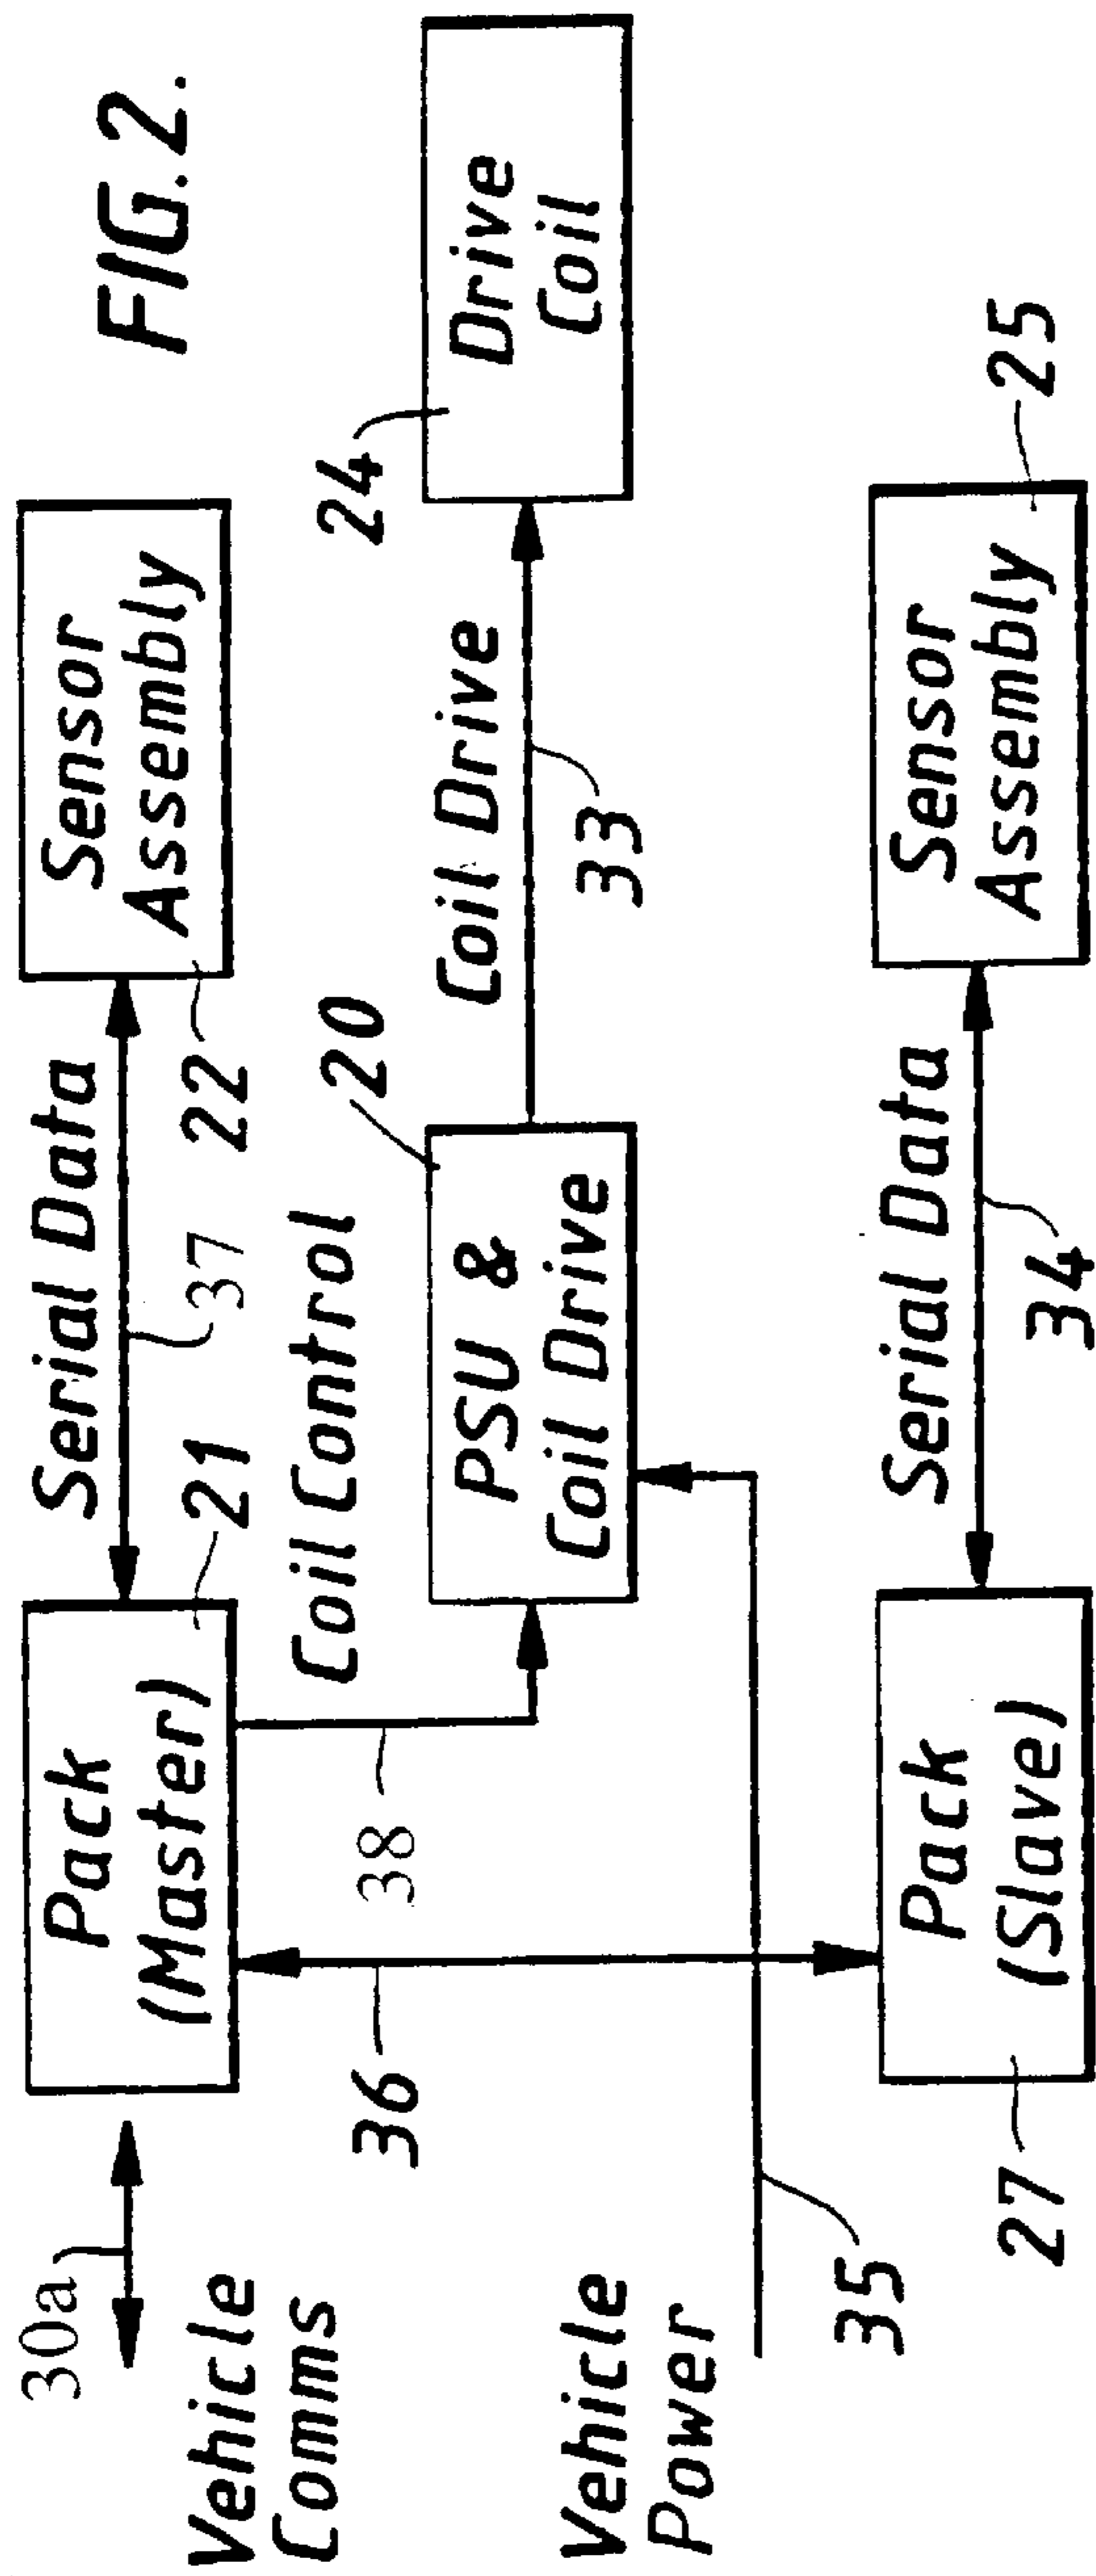 FIG. 2.
30a
Vehicle
Comms
Pack
(Master)
21
Serial Data
37
Sensor
Assembly
22
36
38
Coil Control
Vehicle
Power
35
PSU &
Coil Drive
20
Coil Drive
33
Drive
Coil
24
Pack
(Slave)
27
Serial Data
34
Sensor
Assembly
25